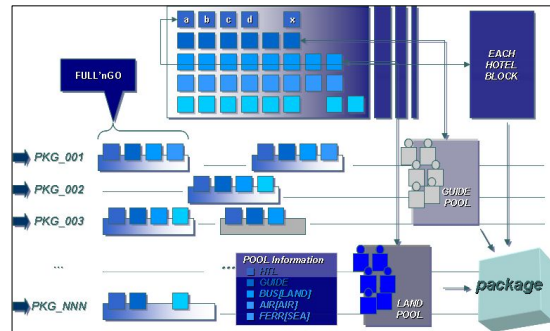 a b c d x
EACH
HOTEL
BLOCK
FULL'nGO
PKG_001
PKG_002
PKG_003
...
PKG_NNN
GUIDE
POOL
...
POOL Information
HTL
GUIDE
BUS[LAND]
AIR[AIR]
FERR[SEA]
LAND
POOL
package